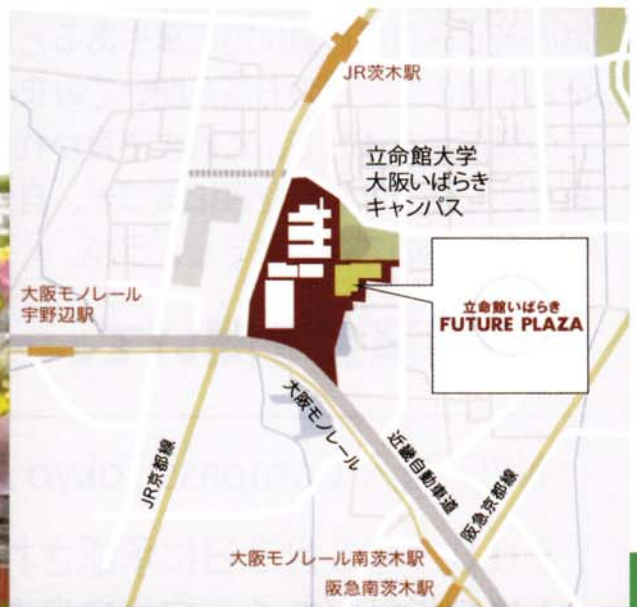 JR茨木駅
立命館大学
大阪いばらき
キャンパス
立命館いばらき
FUTURE PLAZA
大阪モノレール
宇野辺駅
大阪モノレール
近畿自動車道
JR京都線
阪急京都線
大阪モノレール南茨木駅
阪急南茨木駅